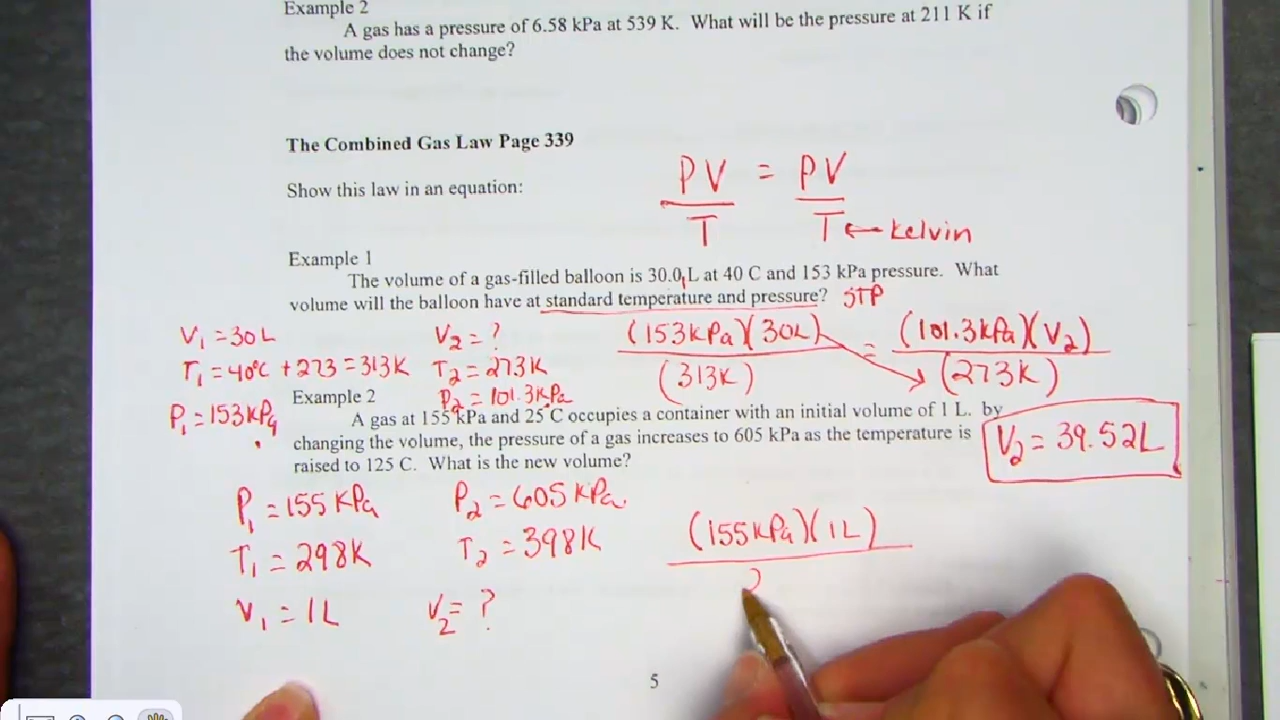 Example 2
A gas has a pressure of 6.58 kPa at 539 K. What will be the pressure at 211 K if
the volume does not change?
The Combined Gas Law Page 339
Show this law in an equation:
PV = PV
T T ← Kelvin
Example 1
The volume of a gas-filled balloon is 30.0 L at 40 C and 153 kPa pressure. What
volume will the balloon have at standard temperature and pressure? STP
V₁ = 30L V₂ = ? (153kPa)(30L) = (101.3kPa)(V₂)
T₁ = 40°C + 273 = 313K T₂ = 273K (313K) (273K)
Example 2 P₂ = 101.3kPa
P₁ = 153kPa
A gas at 155 kPa and 25 C occupies a container with an initial volume of 1 L. by
changing the volume, the pressure of a gas increases to 605 kPa as the temperature is
raised to 125 C. What is the new volume?
V₂ = 39.52L
P₁ = 155 kPa P₂ = 605 kPa
T₁ = 298K T₂ = 398K (155kPa)(1L)
2
V₁ = 1L V₂ = ?
5